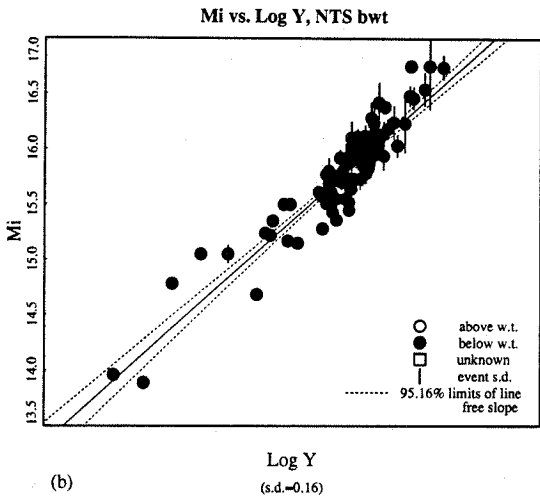 Mi vs. Log Y, NTS bwt
17.0
16.5
16.0
15.5
15.0
14.5
14.0
13.5
Mi
above w.t.
below w.t.
unknown
event s.d.
95.16% limits of line
free slope
Log Y
(b)
(s.d.=0.16)